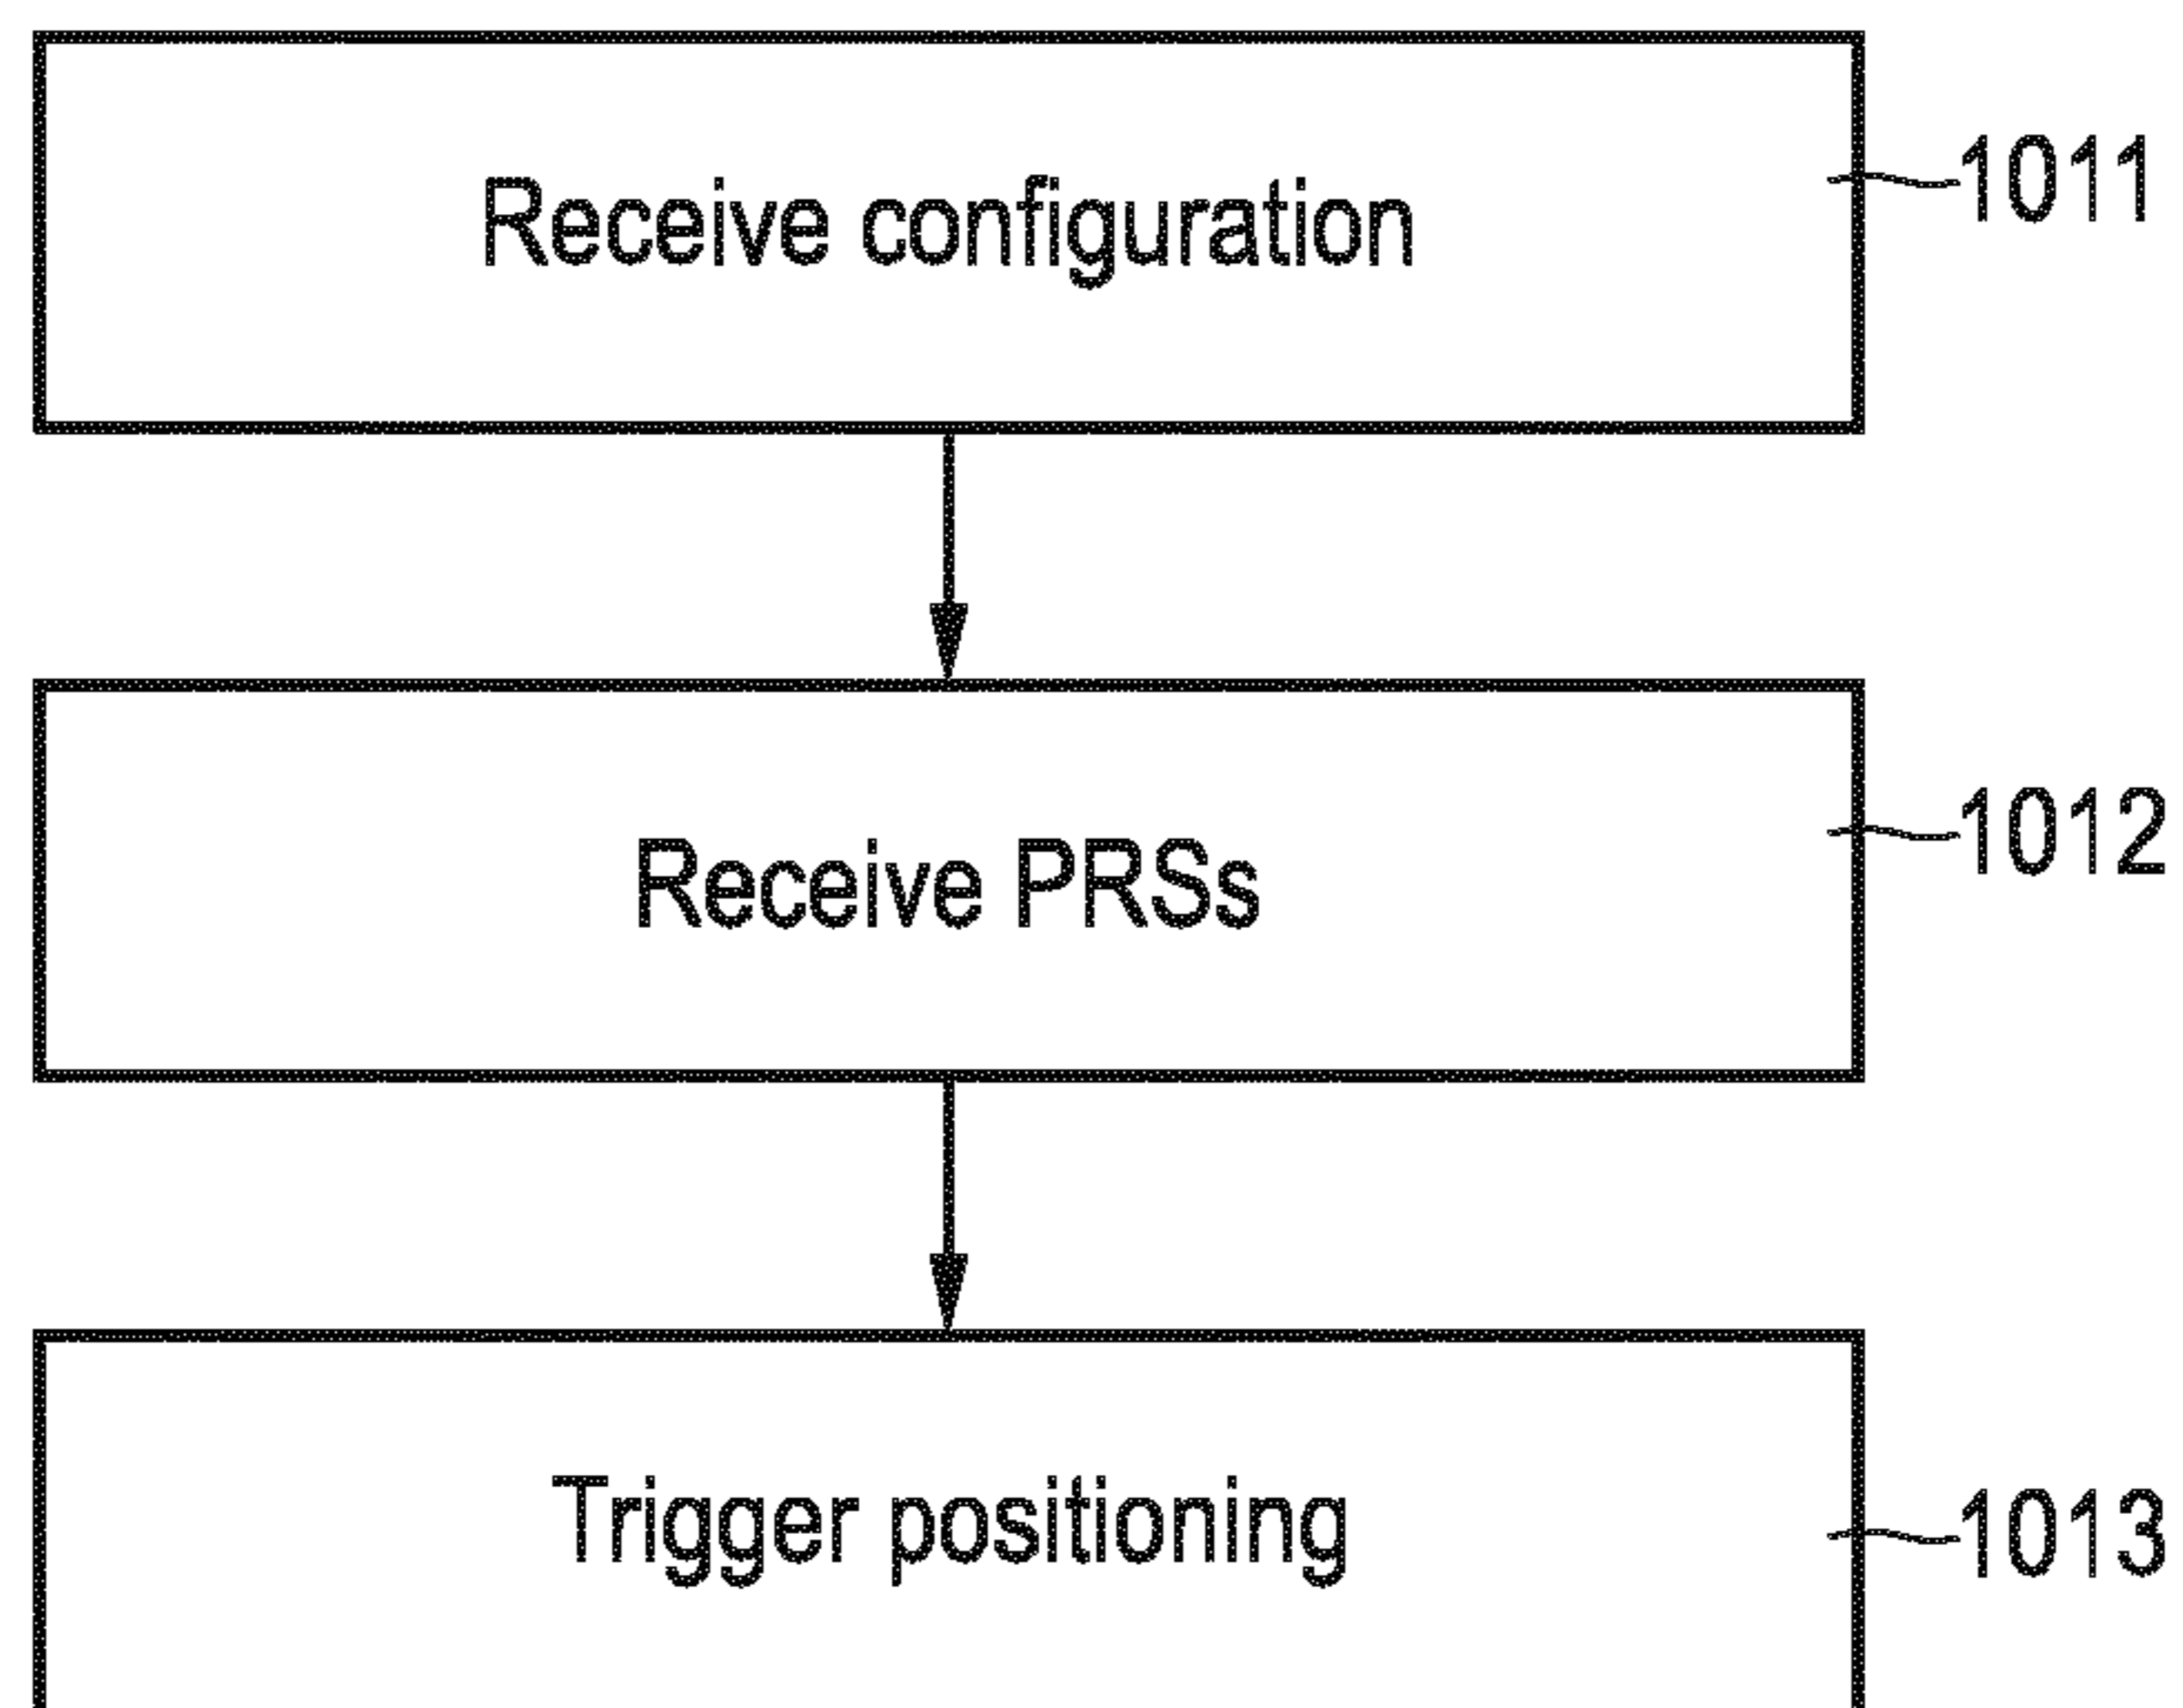 Receive configuration
1011
Receive PRSs
1012
Trigger positioning
1013